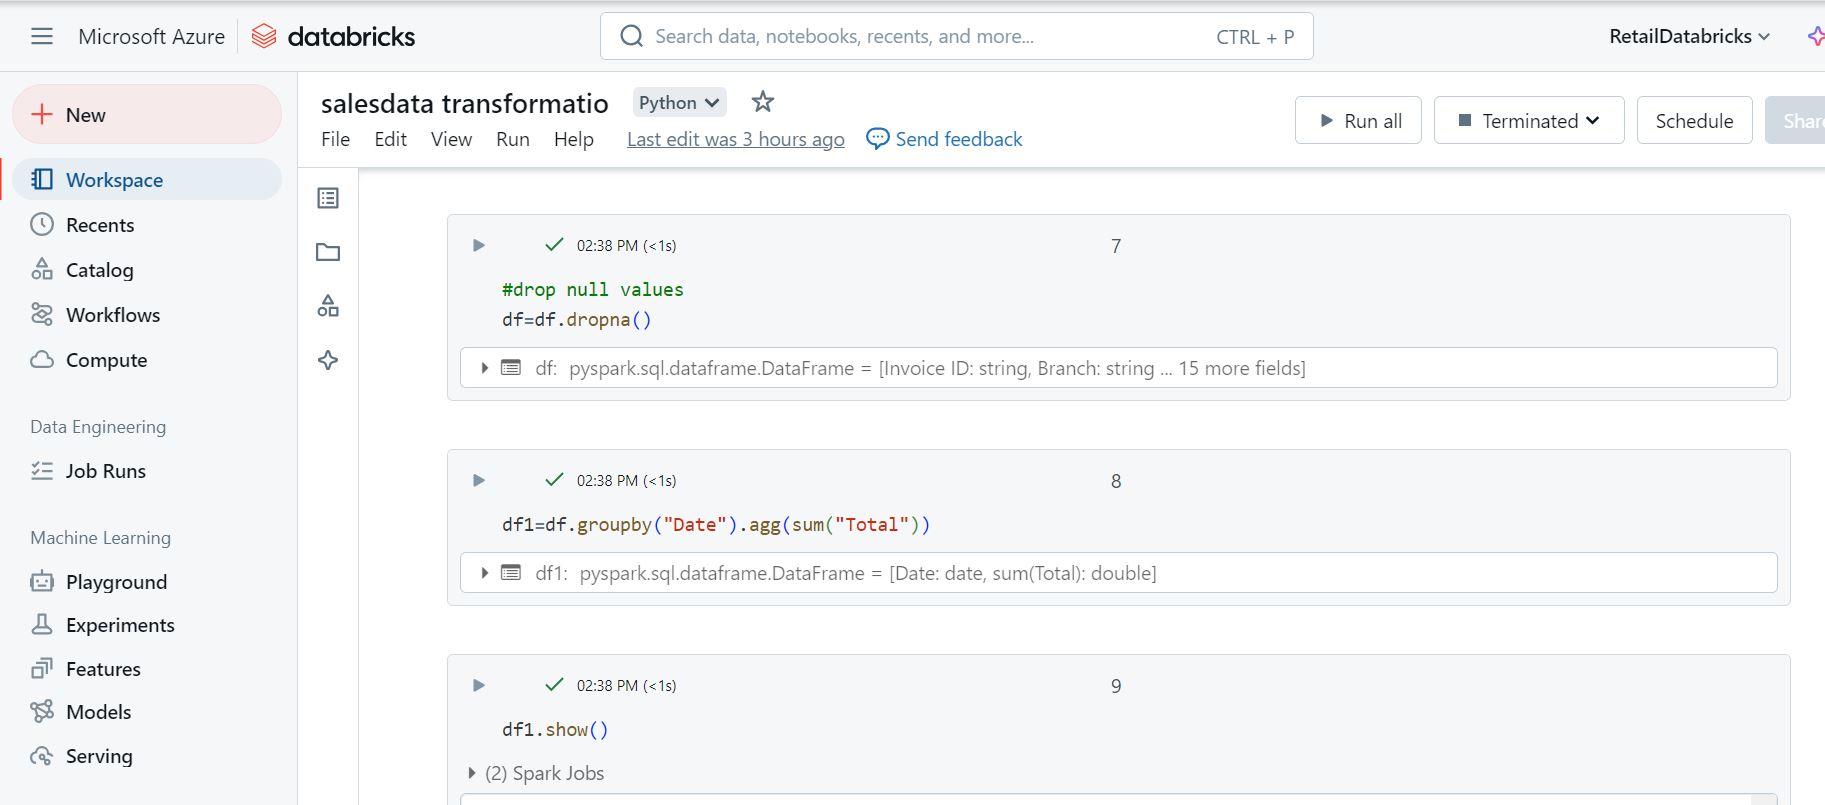 Microsoft Azure databricks
Search data, notebooks, recents, and more... CTRL + P
RetailDatabricks
New
Workspace
Recents
Catalog
Workflows
Compute
Data Engineering
Job Runs
Machine Learning
Playground
Experiments
Features
Models
Serving
salesdata transformatio Python
File Edit View Run Help Last edit was 3 hours ago Send feedback
Run all Terminated Schedule Share
02:38 PM (<1s) 7
#drop null values
df=df.dropna()
df: pyspark.sql.dataframe.DataFrame = [Invoice ID: string, Branch: string ... 15 more fields]
02:38 PM (<1s) 8
df1=df.groupby("Date").agg(sum("Total"))
df1: pyspark.sql.dataframe.DataFrame = [Date: date, sum(Total): double]
02:38 PM (<1s) 9
df1.show()
(2) Spark Jobs